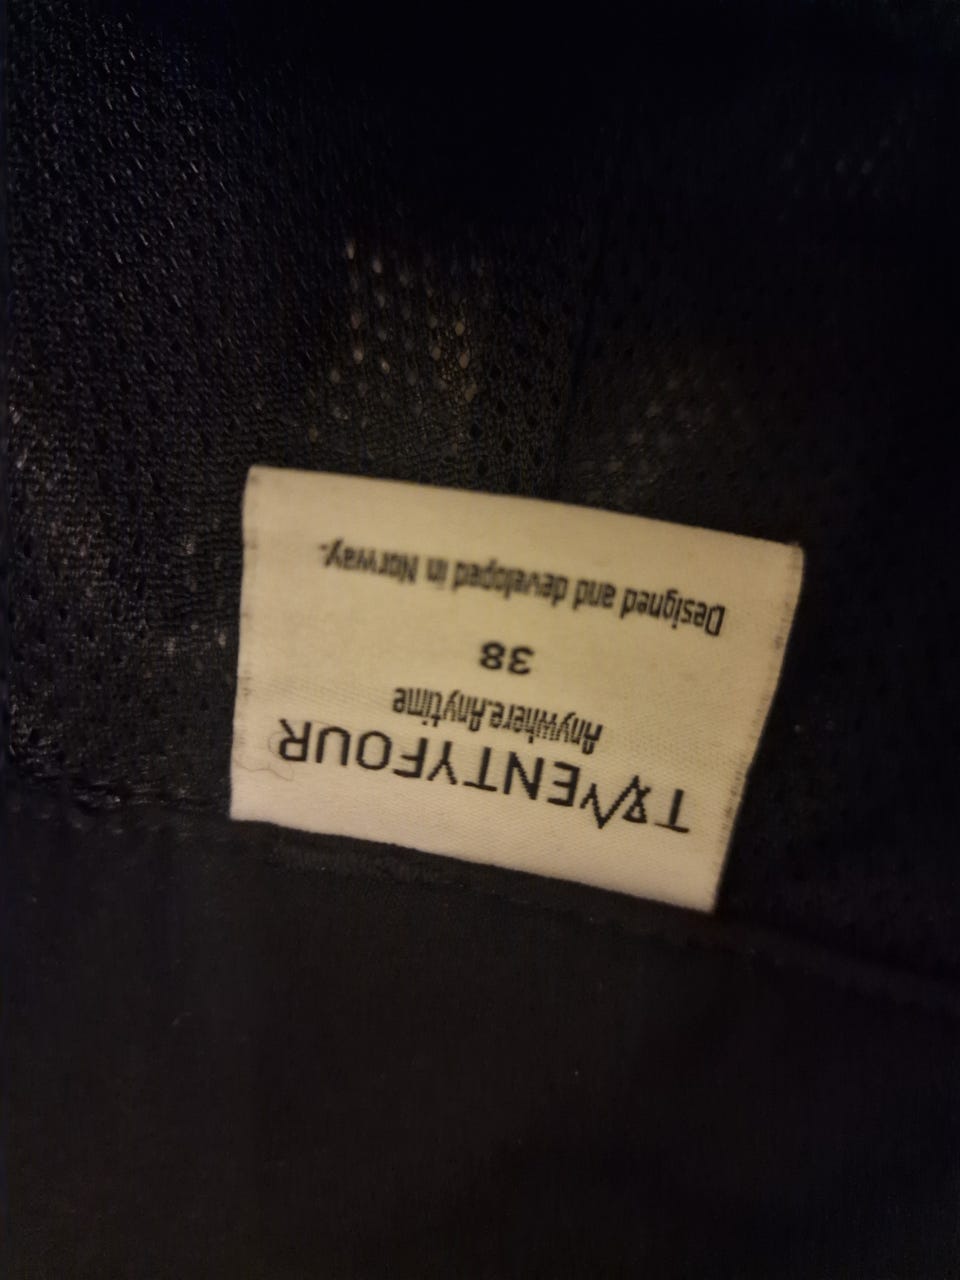 TWENTYFOUR
Anywhere.Anytime
38
Designed and developed in Norway.